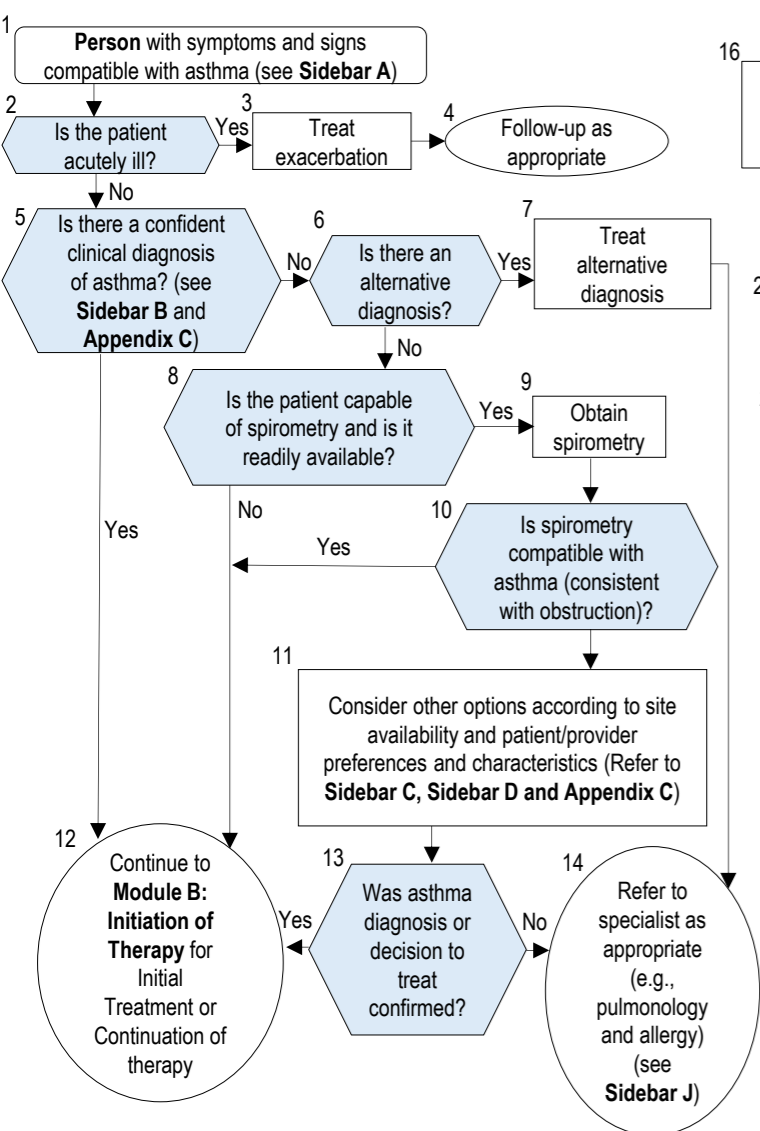 1
Person with symptoms and signs
compatible with asthma (see Sidebar A)
2
Is the patient
acutely ill?
Yes
3
Treat
exacerbation
4
Follow-up as
appropriate
16
No
5
Is there a confident
clinical diagnosis
of asthma? (see
Sidebar B and
Appendix C)
No
6
Is there an
alternative
diagnosis?
Yes
7
Treat
alternative
diagnosis
2
No
8
Is the patient capable
of spirometry and is it
readily available?
Yes
9
Obtain
spirometry
No
Yes
Yes
10
Is spirometry
compatible with
asthma (consistent
with obstruction)?
11
Consider other options according to site
availability and patient/provider
preferences and characteristics (Refer to
Sidebar C, Sidebar D and Appendix C)
12
Continue to
Module B:
Initiation of
Therapy for
Initial
Treatment or
Continuation of
therapy
Yes
13
Was asthma
diagnosis or
decision to
treat
confirmed?
No
14
Refer to
specialist as
appropriate
(e.g.,
pulmonology
and allergy)
(see
Sidebar J)